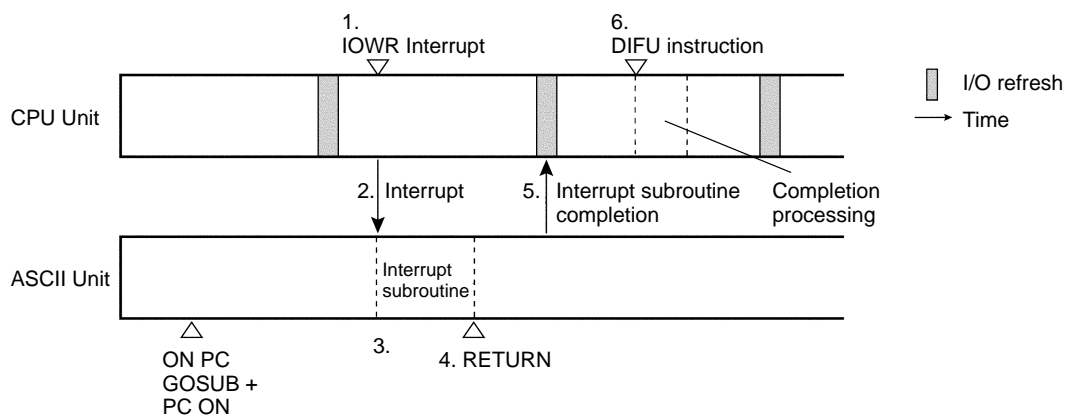 1.
IOWR Interrupt
6.
DIFU instruction
I/O refresh
Time
CPU Unit
2. Interrupt
5. Interrupt subroutine
completion
Completion
processing
ASCII Unit
Interrupt
subroutine
3.
4. RETURN
ON PC
GOSUB +
PC ON